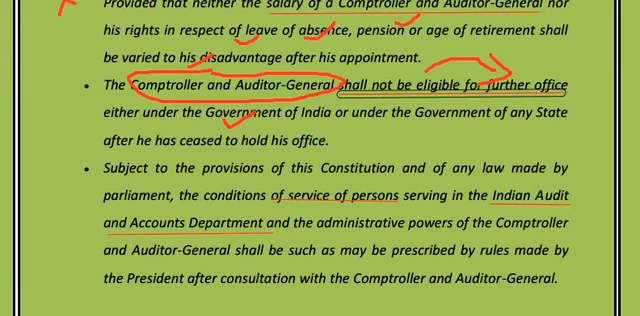 Provided that neither the salary of a Comptroller and Auditor-General nor
his rights in respect of leave of absence, pension or age of retirement shall
be varied to his disadvantage after his appointment.
• The Comptroller and Auditor-General shall not be eligible for further office
either under the Government of India or under the Government of any State
after he has ceased to hold his office.
• Subject to the provisions of this Constitution and of any law made by
parliament, the conditions of service of persons serving in the Indian Audit
and Accounts Department and the administrative powers of the Comptroller
and Auditor-General shall be such as may be prescribed by rules made by
the President after consultation with the Comptroller and Auditor-General.